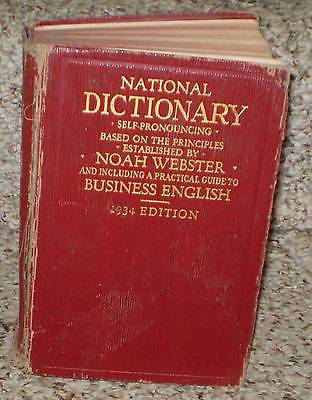 NATIONAL
DICTIONARY
· SELF-PRONOUNCING ·
BASED ON THE PRINCIPLES
· ESTABLISHED BY ·
NOAH WEBSTER
AND INCLUDING A PRACTICAL GUIDE TO
BUSINESS ENGLISH
1934 EDITION